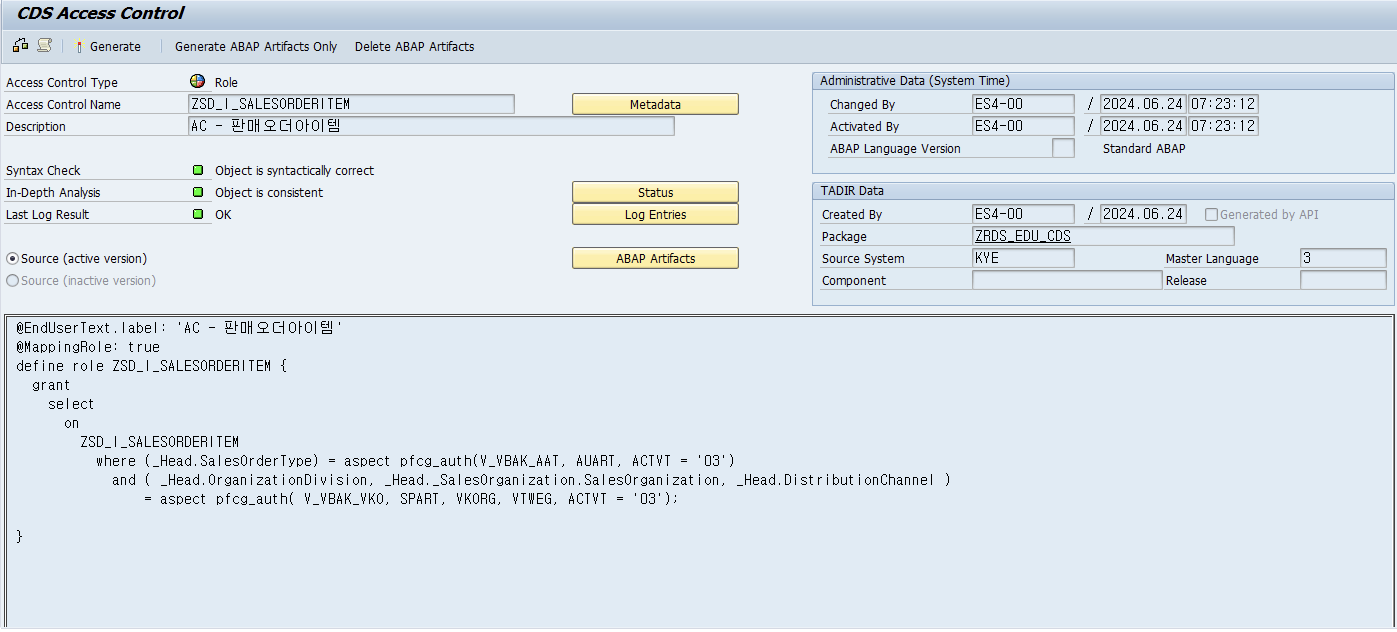 CDS Access Control
Generate Generate ABAP Artifacts Only Delete ABAP Artifacts
Access Control Type Role
Access Control Name ZSD_I_SALESORDERITEM Metadata
Description AC - 판매오더아이템
Syntax Check Object is syntactically correct
In-Depth Analysis Object is consistent Status
Last Log Result OK Log Entries
Source (active version) ABAP Artifacts
Source (inactive version)
Administrative Data (System Time)
Changed By ES4-00 / 2024.06.24 07:23:12
Activated By ES4-00 / 2024.06.24 07:23:12
ABAP Language Version Standard ABAP
TADIR Data
Created By ES4-00 / 2024.06.24 Generated by API
Package ZRDS_EDU_CDS
Source System KYE Master Language 3
Component Release
@EndUserText.label: 'AC - 판매오더아이템'
@MappingRole: true
define role ZSD_I_SALESORDERITEM {
grant
select
on
ZSD_I_SALESORDERITEM
where (_Head.SalesOrderType) = aspect pfcg_auth(V_VBAK_AAT, AUART, ACTVT = '03')
and ( _Head.OrganizationDivision, _Head._SalesOrganization.SalesOrganization, _Head.DistributionChannel )
= aspect pfcg_auth( V_VBAK_VKO, SPART, VKORG, VTWEG, ACTVT = '03');
}